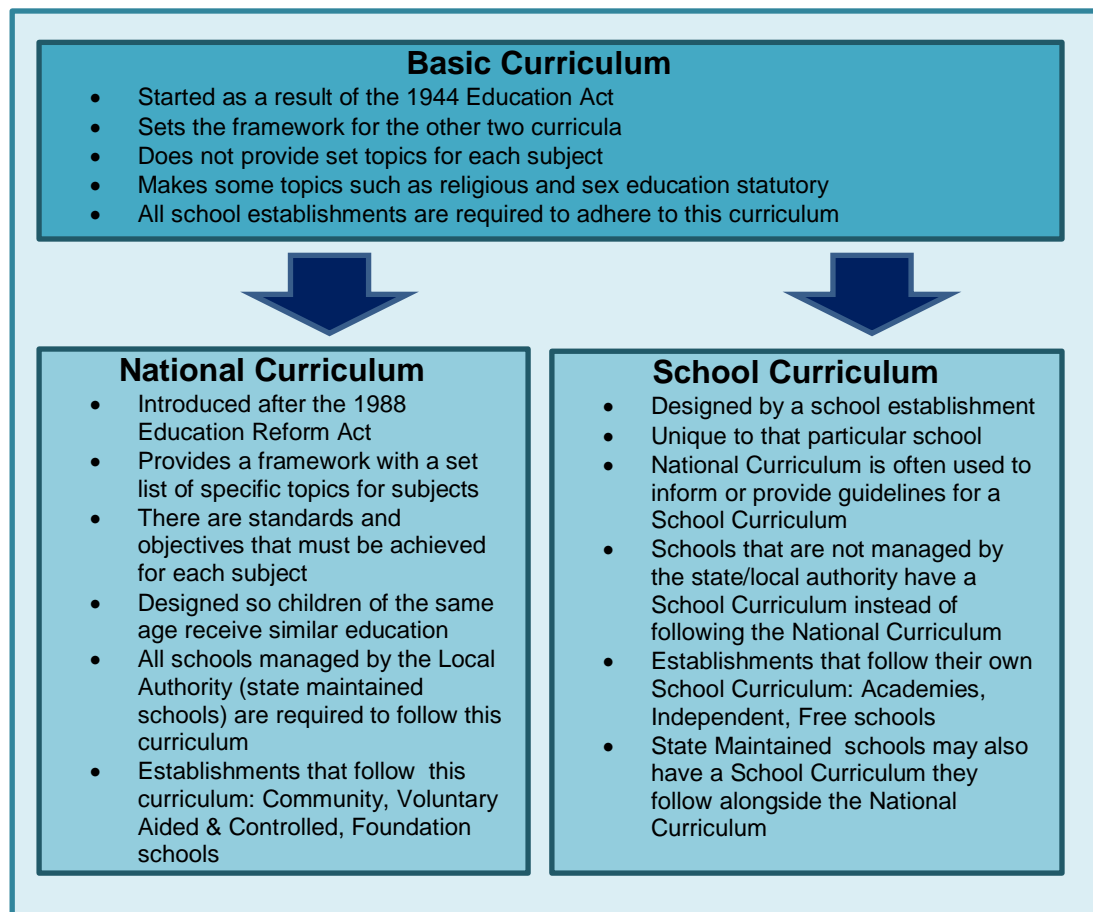 Basic Curriculum
• Started as a result of the 1944 Education Act
• Sets the framework for the other two curricula
• Does not provide set topics for each subject
• Makes some topics such as religious and sex education statutory
• All school establishments are required to adhere to this curriculum
National Curriculum
• Introduced after the 1988
Education Reform Act
• Provides a framework with a set
list of specific topics for subjects
• There are standards and
objectives that must be achieved
for each subject
• Designed so children of the same
age receive similar education
• All schools managed by the Local
Authority (state maintained
schools) are required to follow this
curriculum
• Establishments that follow this
curriculum: Community, Voluntary
Aided & Controlled, Foundation
schools
School Curriculum
• Designed by a school establishment
• Unique to that particular school
• National Curriculum is often used to
inform or provide guidelines for a
School Curriculum
• Schools that are not managed by
the state/local authority have a
School Curriculum instead of
following the National Curriculum
• Establishments that follow their own
School Curriculum: Academies,
Independent, Free schools
• State Maintained schools may also
have a School Curriculum they
follow alongside the National
Curriculum